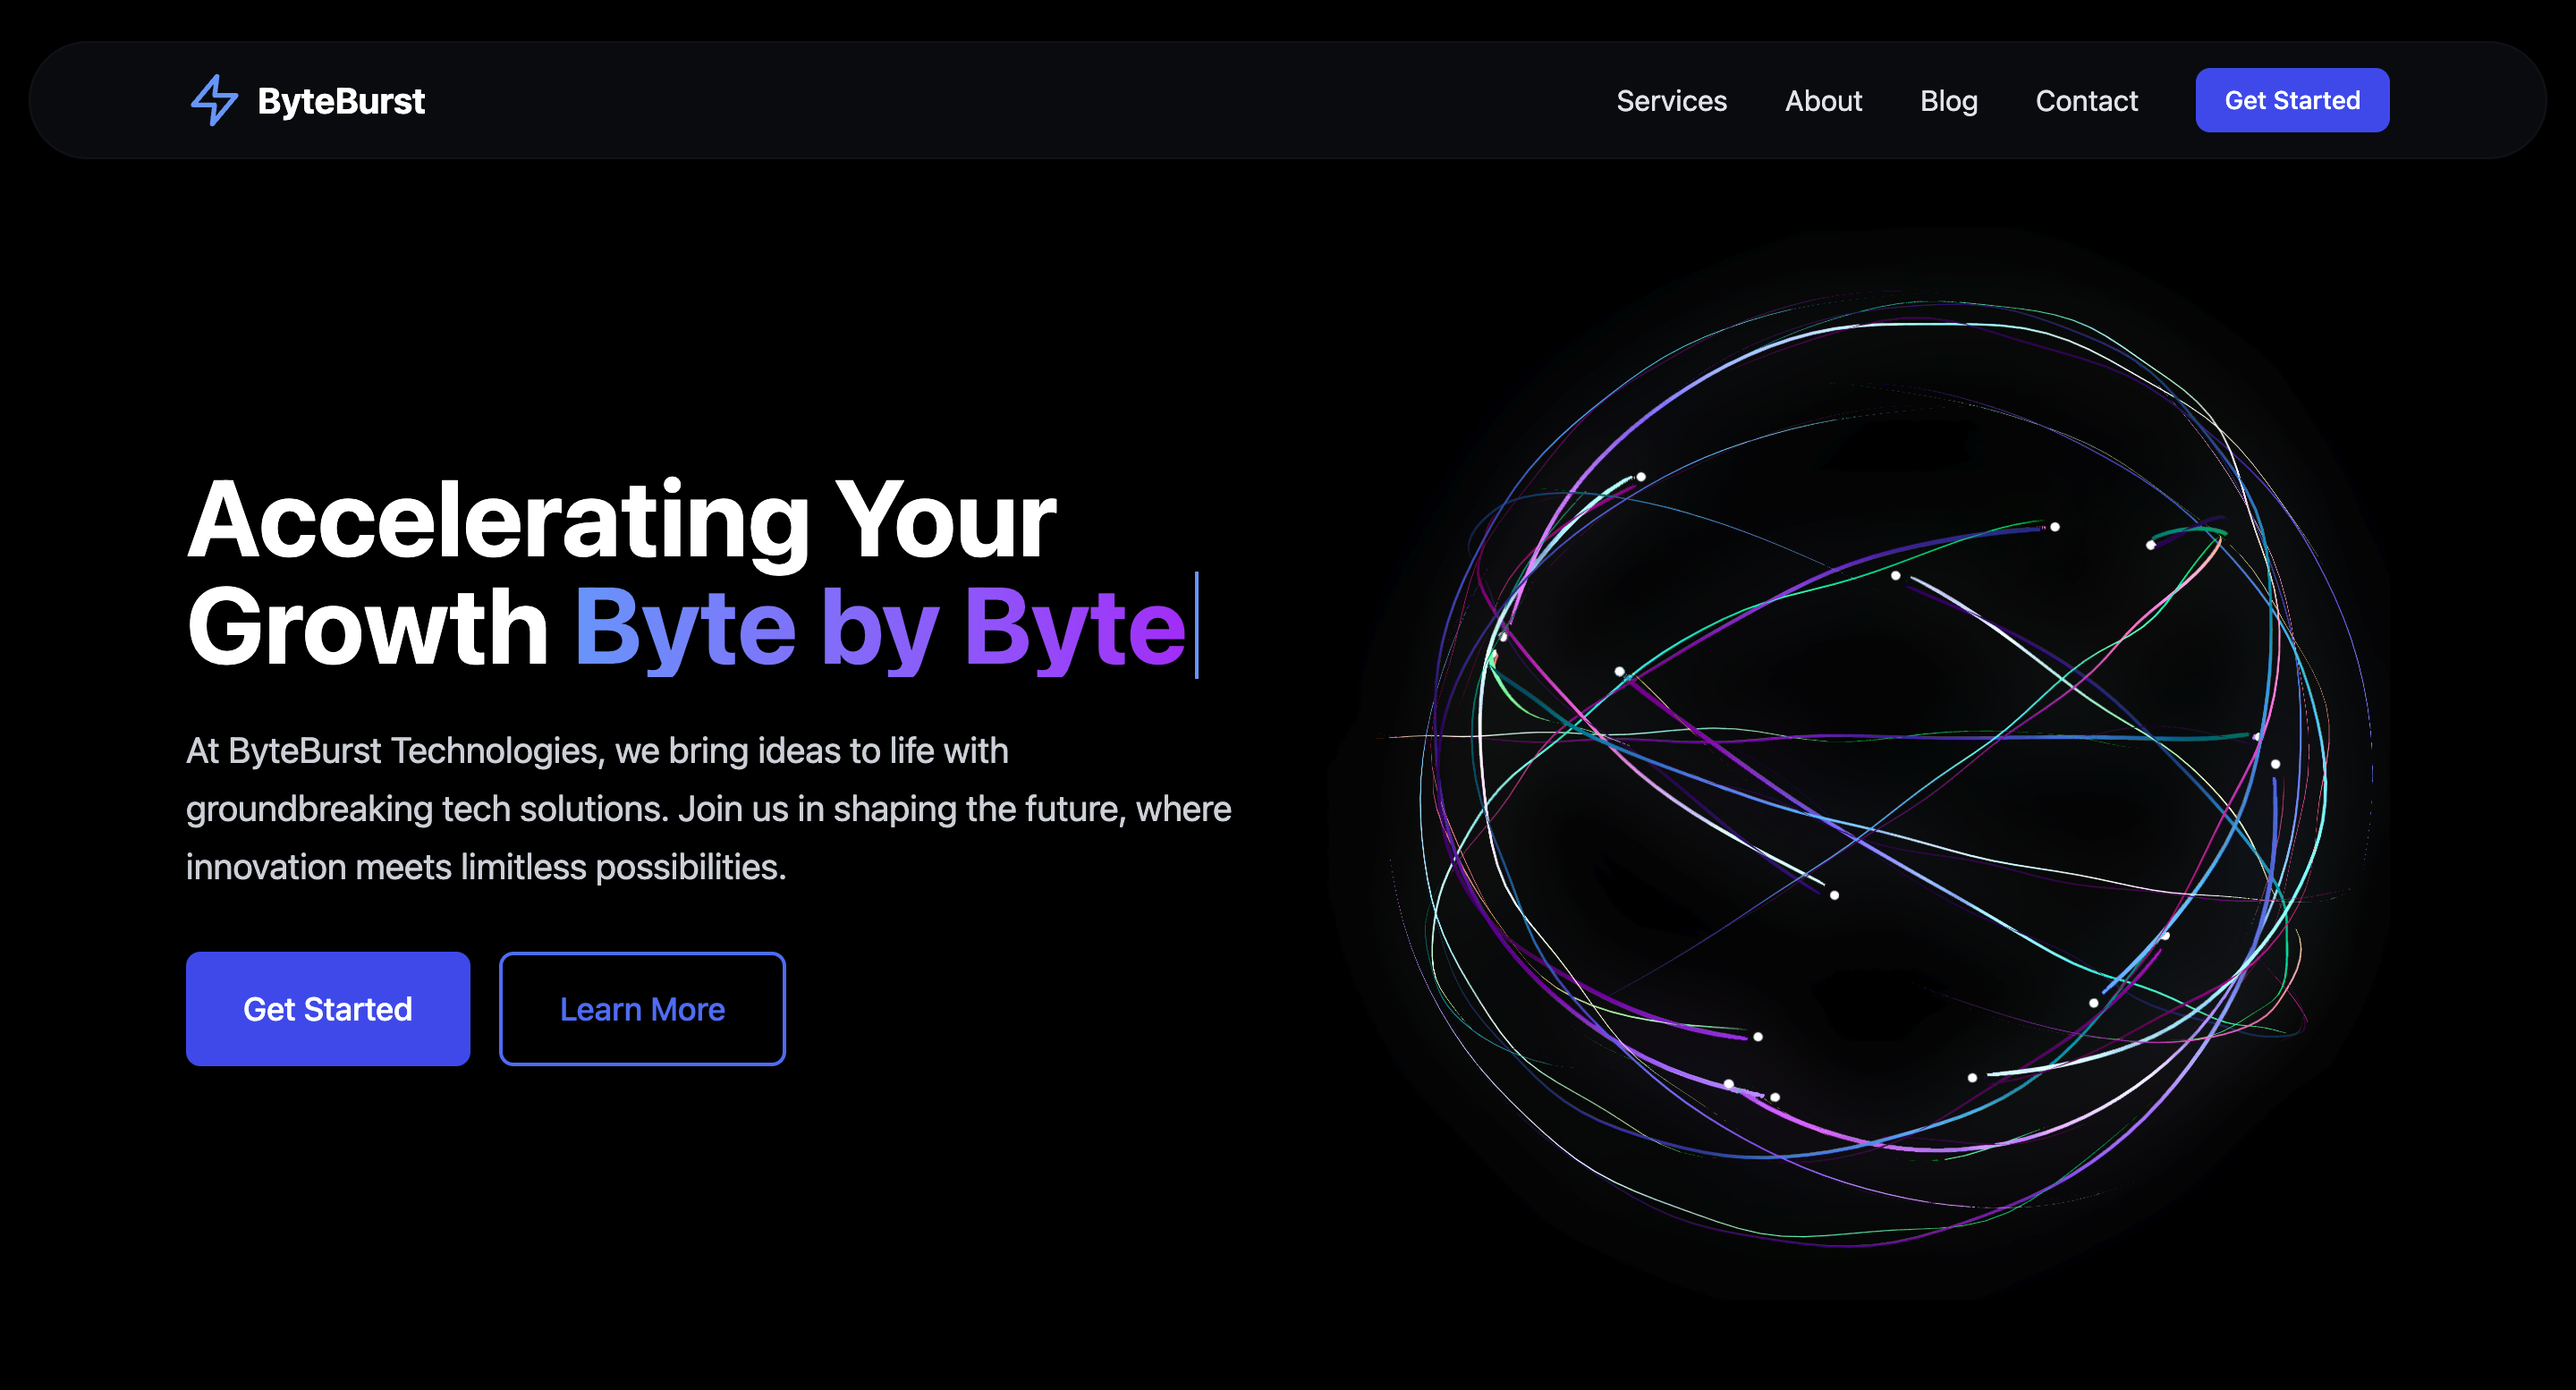 ByteBurst
Services
About
Blog
Contact
Get Started
Accelerating Your
Growth Byte by Byte
At ByteBurst Technologies, we bring ideas to life with
groundbreaking tech solutions. Join us in shaping the future, where
innovation meets limitless possibilities.
Get Started
Learn More